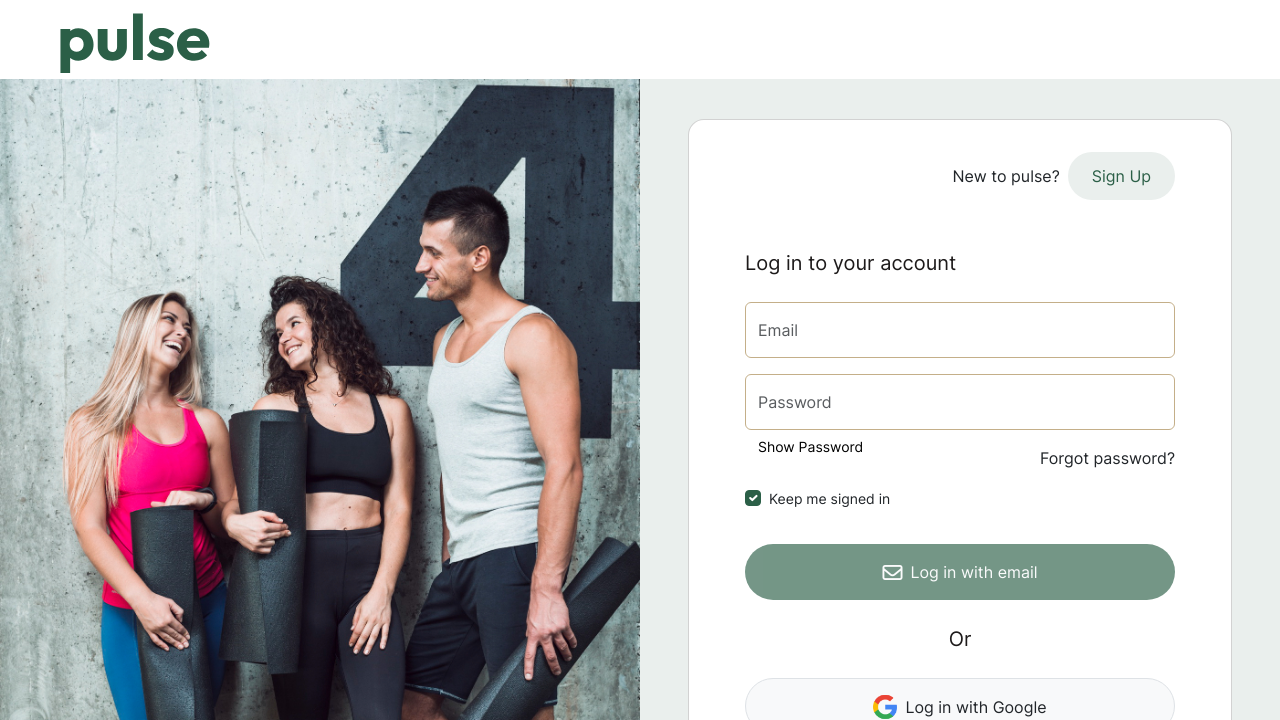 pulse
4
New to pulse? Sign Up
Log in to your account
Email
Password
Show Password
Forgot password?
Keep me signed in
Log in with email
Or
Log in with Google